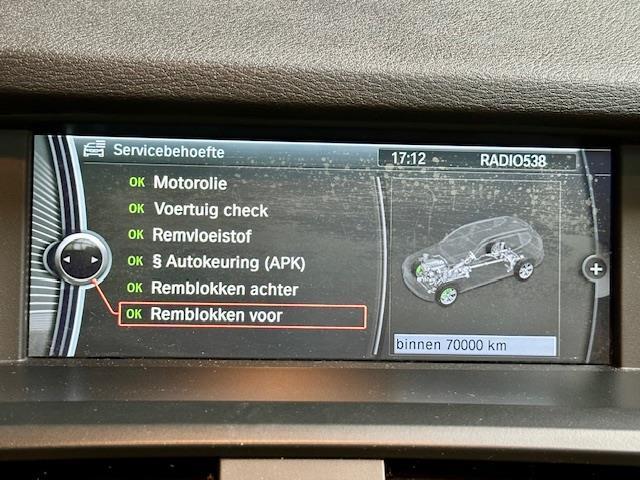 Servicebehoefte
17:12 RADIO538
OK Motorolie
OK Voertuig check
OK Remvloeistof
OK § Autokeuring (APK)
OK Remblokken achter
OK Remblokken voor
binnen 70000 km